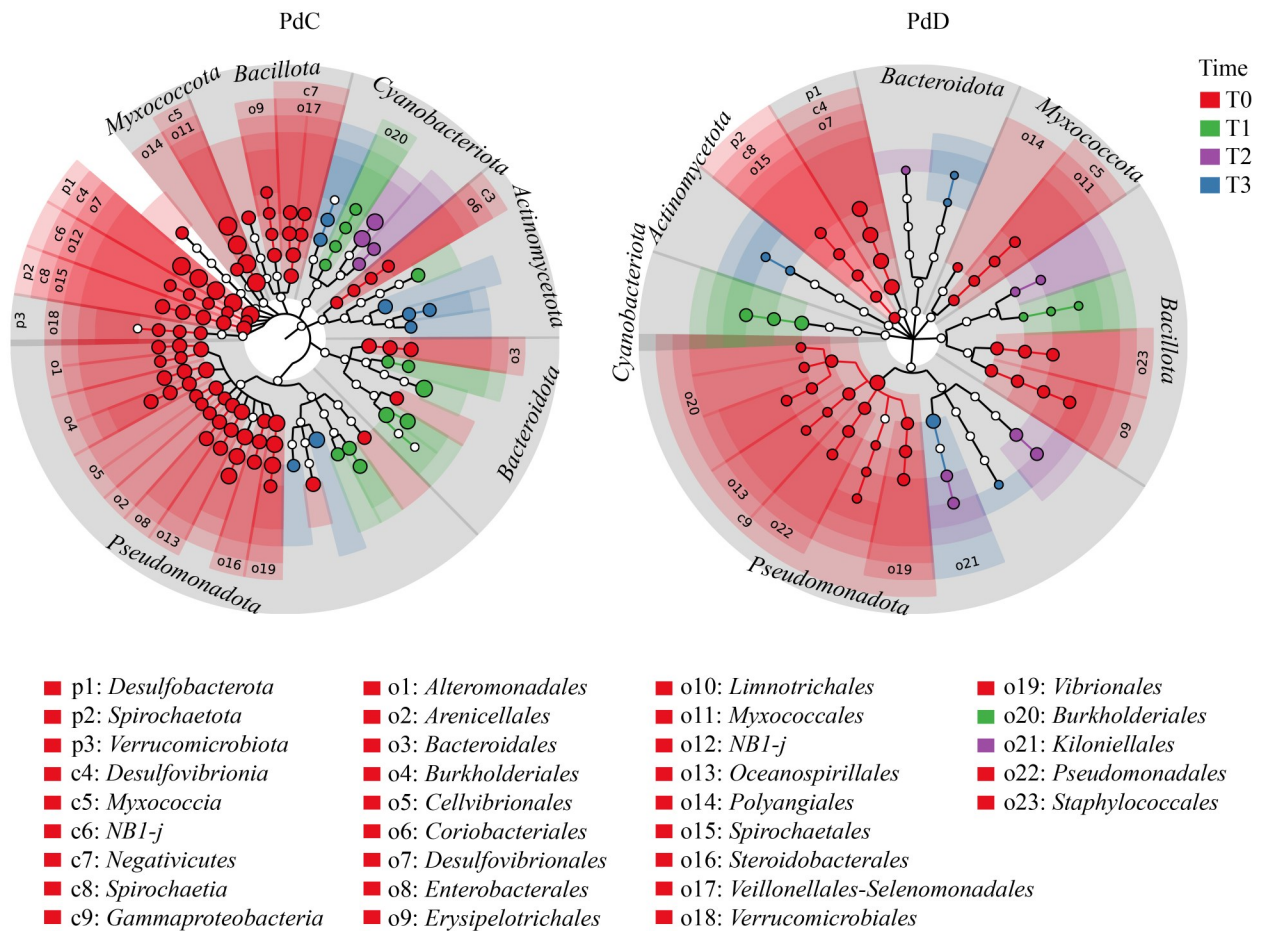 PdC
PdD
Time
T0
T1
T2
T3
Myxococcota
Bacillota
Cyanobacteriota
Actinomycetota
Bacteroidota
Pseudomonadota
c5
o14
o11
o9
c7
o17
o20
c3
o6
o3
p1
c4
o7
c6
o12
p2
c8
o15
p3
o18
o1
o4
o5
o2
o8
o13
o16
o19
Bacteroidota
Myxococcota
Bacillota
Pseudomonadota
Cyanobacteriota
Actinomycetota
p1
c4
o7
p2
c8
o15
o14
c5
o11
o23
o9
o21
o19
o22
c9
o13
o20
p1: Desulfobacterota
p2: Spirochaetota
p3: Verrucomicrobiota
c4: Desulfovibrionia
c5: Myxococcia
c6: NB1-j
c7: Negativicutes
c8: Spirochaetia
c9: Gammaproteobacteria
o1: Alteromonadales
o2: Arenicellales
o3: Bacteroidales
o4: Burkholderiales
o5: Cellvibrionales
o6: Coriobacteriales
o7: Desulfovibrionales
o8: Enterobacterales
o9: Erysipelotrichales
o10: Limnotrichales
o11: Myxococcales
o12: NB1-j
o13: Oceanospirillales
o14: Polyangiales
o15: Spirochaetales
o16: Steroidobacterales
o17: Veillonellales-Selenomonadales
o18: Verrucomicrobiales
o19: Vibrionales
o20: Burkholderiales
o21: Kiloniellales
o22: Pseudomonadales
o23: Staphylococcales